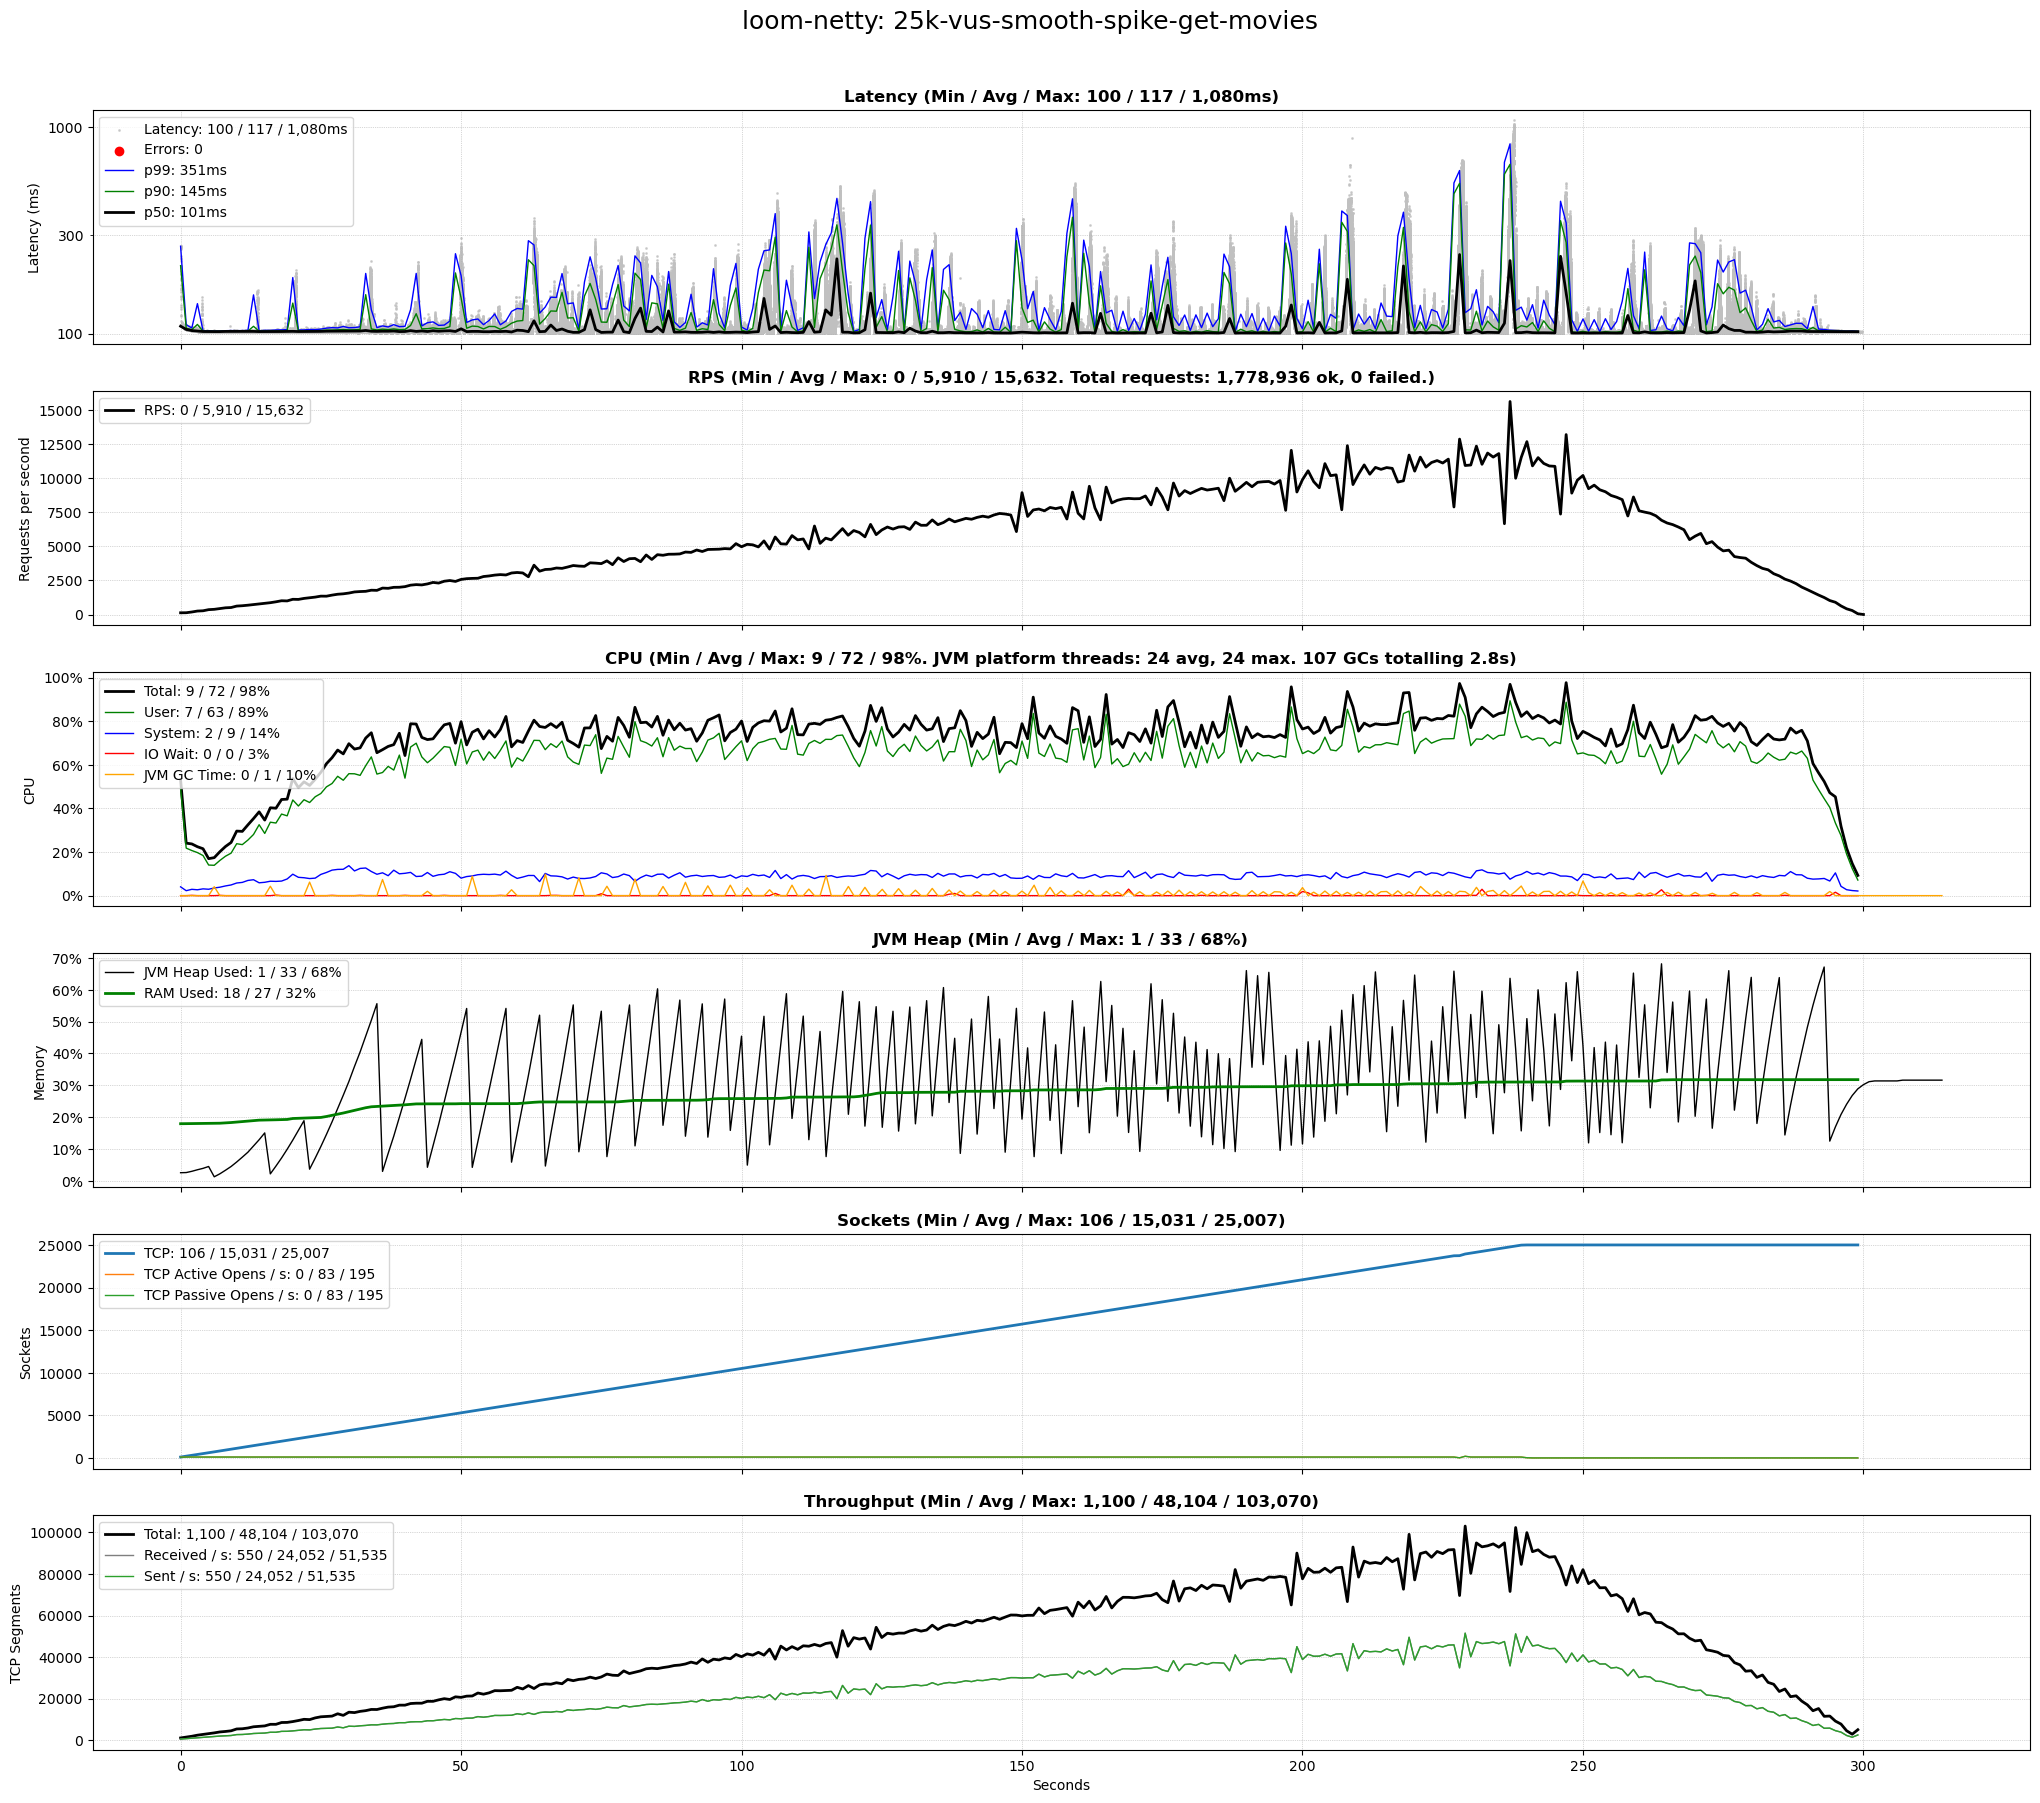 loom-netty: 25k-vus-smooth-spike-get-movies
Latency (Min / Avg / Max: 100 / 117 / 1,080ms)
Latency (ms)
1000
300
100
Latency: 100 / 117 / 1,080ms
Errors: 0
p99: 351ms
p90: 145ms
p50: 101ms
RPS (Min / Avg / Max: 0 / 5,910 / 15,632. Total requests: 1,778,936 ok, 0 failed.)
Requests per second
15000
12500
10000
7500
5000
2500
0
RPS: 0 / 5,910 / 15,632
CPU (Min / Avg / Max: 9 / 72 / 98%. JVM platform threads: 24 avg, 24 max. 107 GCs totalling 2.8s)
CPU
100%
80%
60%
40%
20%
0%
Total: 9 / 72 / 98%
User: 7 / 63 / 89%
System: 2 / 9 / 14%
IO Wait: 0 / 0 / 3%
JVM GC Time: 0 / 1 / 10%
JVM Heap (Min / Avg / Max: 1 / 33 / 68%)
Memory
70%
60%
50%
40%
30%
20%
10%
0%
JVM Heap Used: 1 / 33 / 68%
RAM Used: 18 / 27 / 32%
Sockets (Min / Avg / Max: 106 / 15,031 / 25,007)
Sockets
25000
20000
15000
10000
5000
0
TCP: 106 / 15,031 / 25,007
TCP Active Opens / s: 0 / 83 / 195
TCP Passive Opens / s: 0 / 83 / 195
Throughput (Min / Avg / Max: 1,100 / 48,104 / 103,070)
TCP Segments
100000
80000
60000
40000
20000
0
Total: 1,100 / 48,104 / 103,070
Received / s: 550 / 24,052 / 51,535
Sent / s: 550 / 24,052 / 51,535
0 50 100 150 200 250 300
Seconds